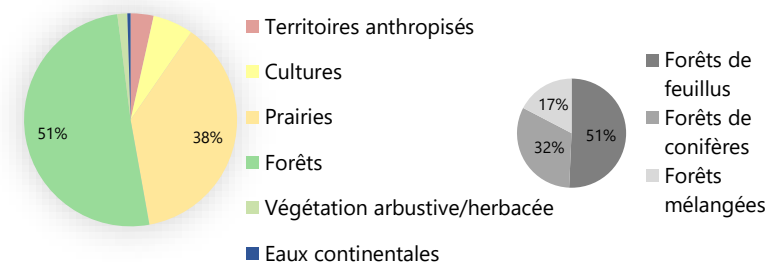 51%
38%
Territoires anthropisés
Cultures
Prairies
Forêts
Végétation arbustive/herbacée
Eaux continentales
17%
32%
51%
Forêts de
feuillus
Forêts de
conifères
Forêts
mélangées